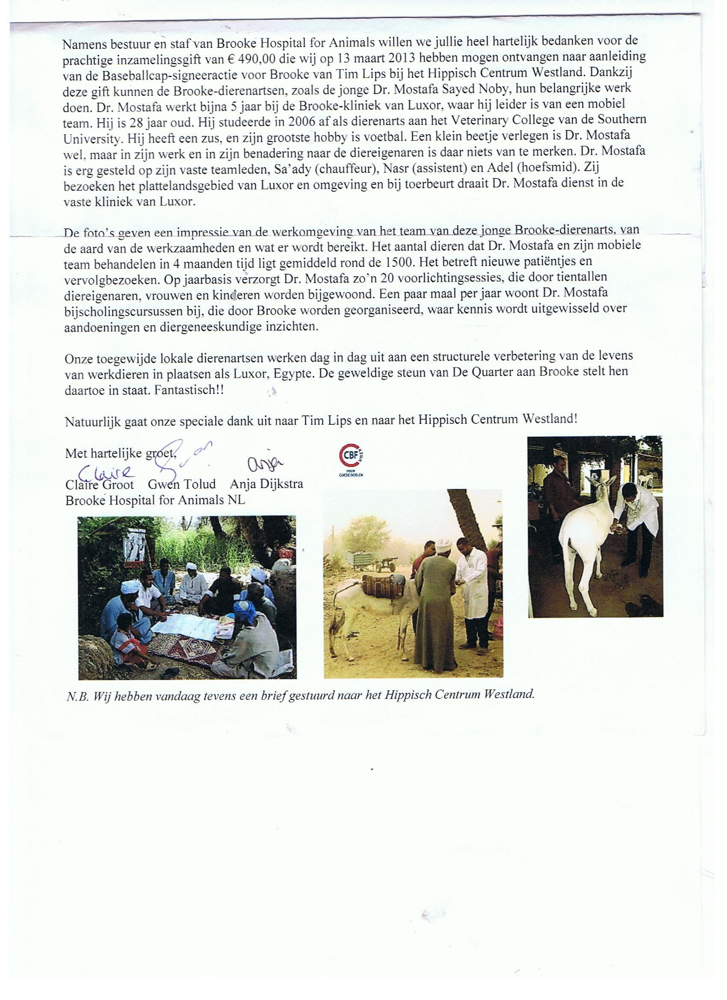 Namens bestuur en staf van Brooke Hospital for Animals willen we jullie heel hartelijk bedanken voor de
prachtige inzamelingsgift van € 490,00 die wij op 13 maart 2013 hebben mogen ontvangen naar aanleiding
van de Baseballcap-signeeractie voor Brooke van Tim Lips bij het Hippisch Centrum Westland. Dankzij
deze gift kunnen de Brooke-dierenartsen, zoals de jonge Dr. Mostafa Sayed Noby, hun belangrijke werk
doen. Dr. Mostafa werkt bijna 5 jaar bij de Brooke-kliniek van Luxor, waar hij leider is van een mobiel
team. Hij is 28 jaar oud. Hij studeerde in 2006 af als dierenarts aan het Veterinary College van de Southern
University. Hij heeft een zus, en zijn grootste hobby is voetbal. Een klein beetje verlegen is Dr. Mostafa
wel, maar in zijn werk en in zijn benadering naar de diereigenaren is daar niets van te merken. Dr. Mostafa
is erg gesteld op zijn vaste teamleden, Sa’ady (chauffeur), Nasr (assistent) en Adel (hoefsmid). Zij
bezoeken het plattelandsgebied van Luxor en omgeving en bij toerbeurt draait Dr. Mostafa dienst in de
vaste kliniek van Luxor.
De foto’s geven een impressie van de werkomgeving van het team van deze jonge Brooke-dierenarts, van
de aard van de werkzaamheden en wat er wordt bereikt. Het aantal dieren dat Dr. Mostafa en zijn mobiele
team behandelen in 4 maanden tijd ligt gemiddeld rond de 1500. Het betreft nieuwe patiëntjes en
vervolgbezoeken. Op jaarbasis verzorgt Dr. Mostafa zo’n 20 voorlichtingsessies, die door tientallen
diereigenaren, vrouwen en kinderen worden bijgewoond. Een paar maal per jaar woont Dr. Mostafa
bijscholingscursussen bij, die door Brooke worden georganiseerd, waar kennis wordt uitgewisseld over
aandoeningen en diergeneeskundige inzichten.
Onze toegewijde lokale dierenartsen werken dag in dag uit aan een structurele verbetering van de levens
van werkdieren in plaatsen als Luxor, Egypte. De geweldige steun van De Quarter aan Brooke stelt hen
daartoe in staat. Fantastisch!!
Natuurlijk gaat onze speciale dank uit naar Tim Lips en naar het Hippisch Centrum Westland!
Met hartelijke groet,
Claire Anja
CBF
VOOR
GOEDE DOELEN
Claire Groot Gwen Tolud Anja Dijkstra
Brooke Hospital for Animals NL
BROOKE
N.B. Wij hebben vandaag tevens een brief gestuurd naar het Hippisch Centrum Westland.